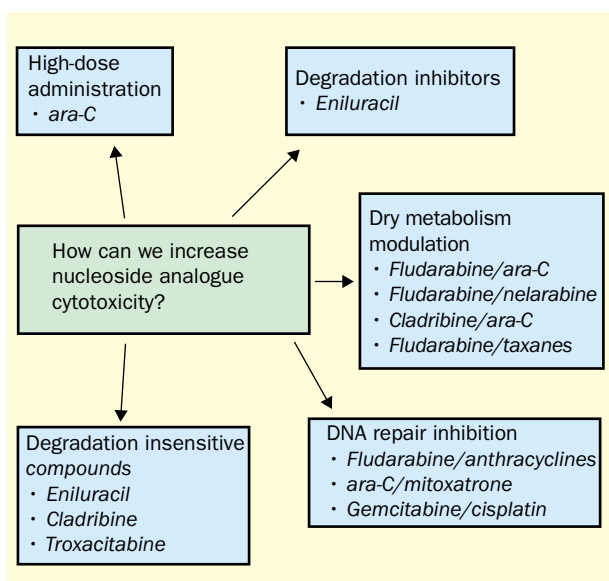 High-dose
administration
· ara-C
Degradation inhibitors
· Eniluracil
How can we increase
nucleoside analogue
cytotoxicity?
Dry metabolism
modulation
· Fludarabine/ara-C
· Fludarabine/nelarabine
· Cladribine/ara-C
· Fludarabine/taxanes
Degradation insensitive
compounds
· Eniluracil
· Cladribine
· Troxacitabine
DNA repair inhibition
· Fludarabine/anthracyclines
· ara-C/mitoxatrone
· Gemcitabine/cisplatin